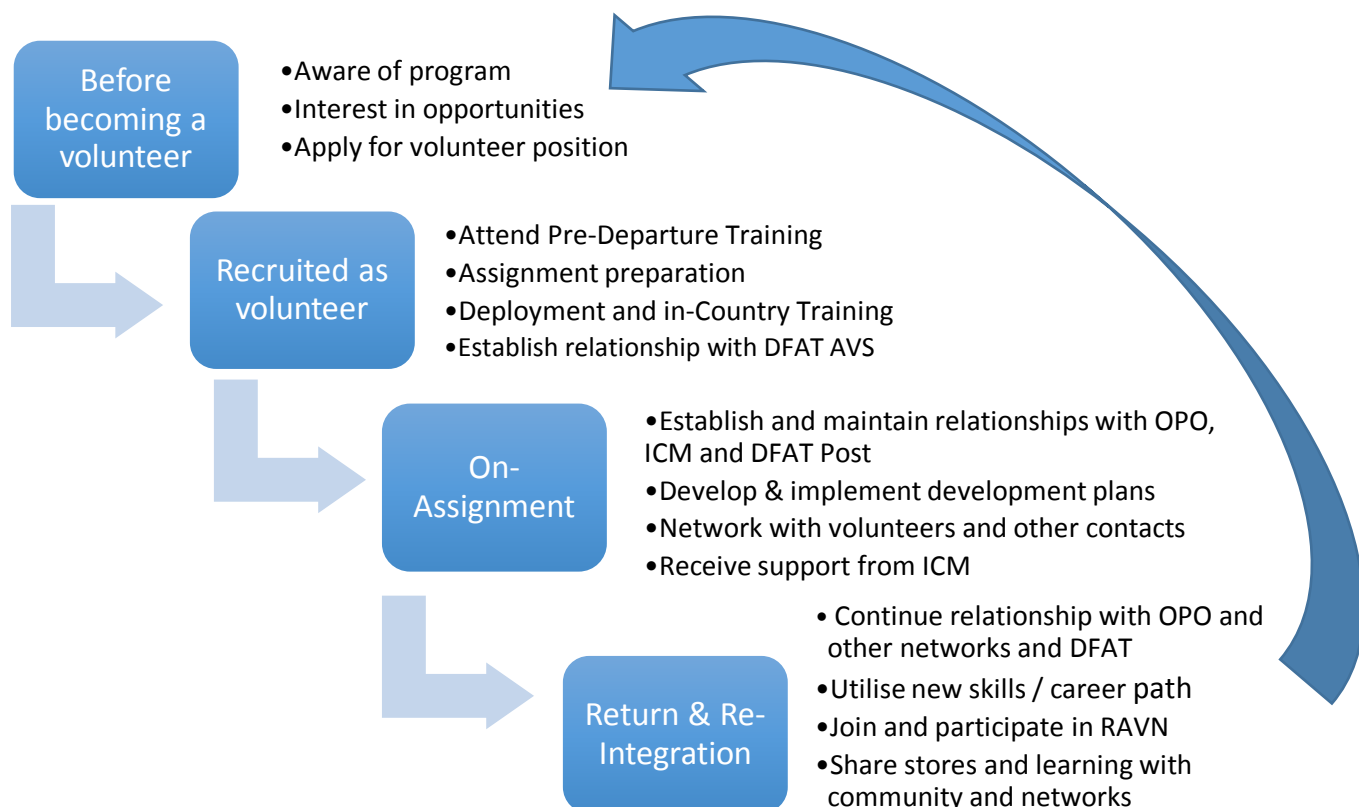 Before
becoming a
volunteer
•Aware of program
•Interest in opportunities
•Apply for volunteer position
Recruited as
volunteer
•Attend Pre-Departure Training
•Assignment preparation
•Deployment and in-Country Training
•Establish relationship with DFAT AVS
On-
Assignment
•Establish and maintain relationships with OPO,
ICM and DFAT Post
•Develop & implement development plans
•Network with volunteers and other contacts
•Receive support from ICM
Return & Re-
Integration
• Continue relationship with OPO and
other networks and DFAT
•Utilise new skills / career path
•Join and participate in RAVN
•Share stores and learning with
community and networks